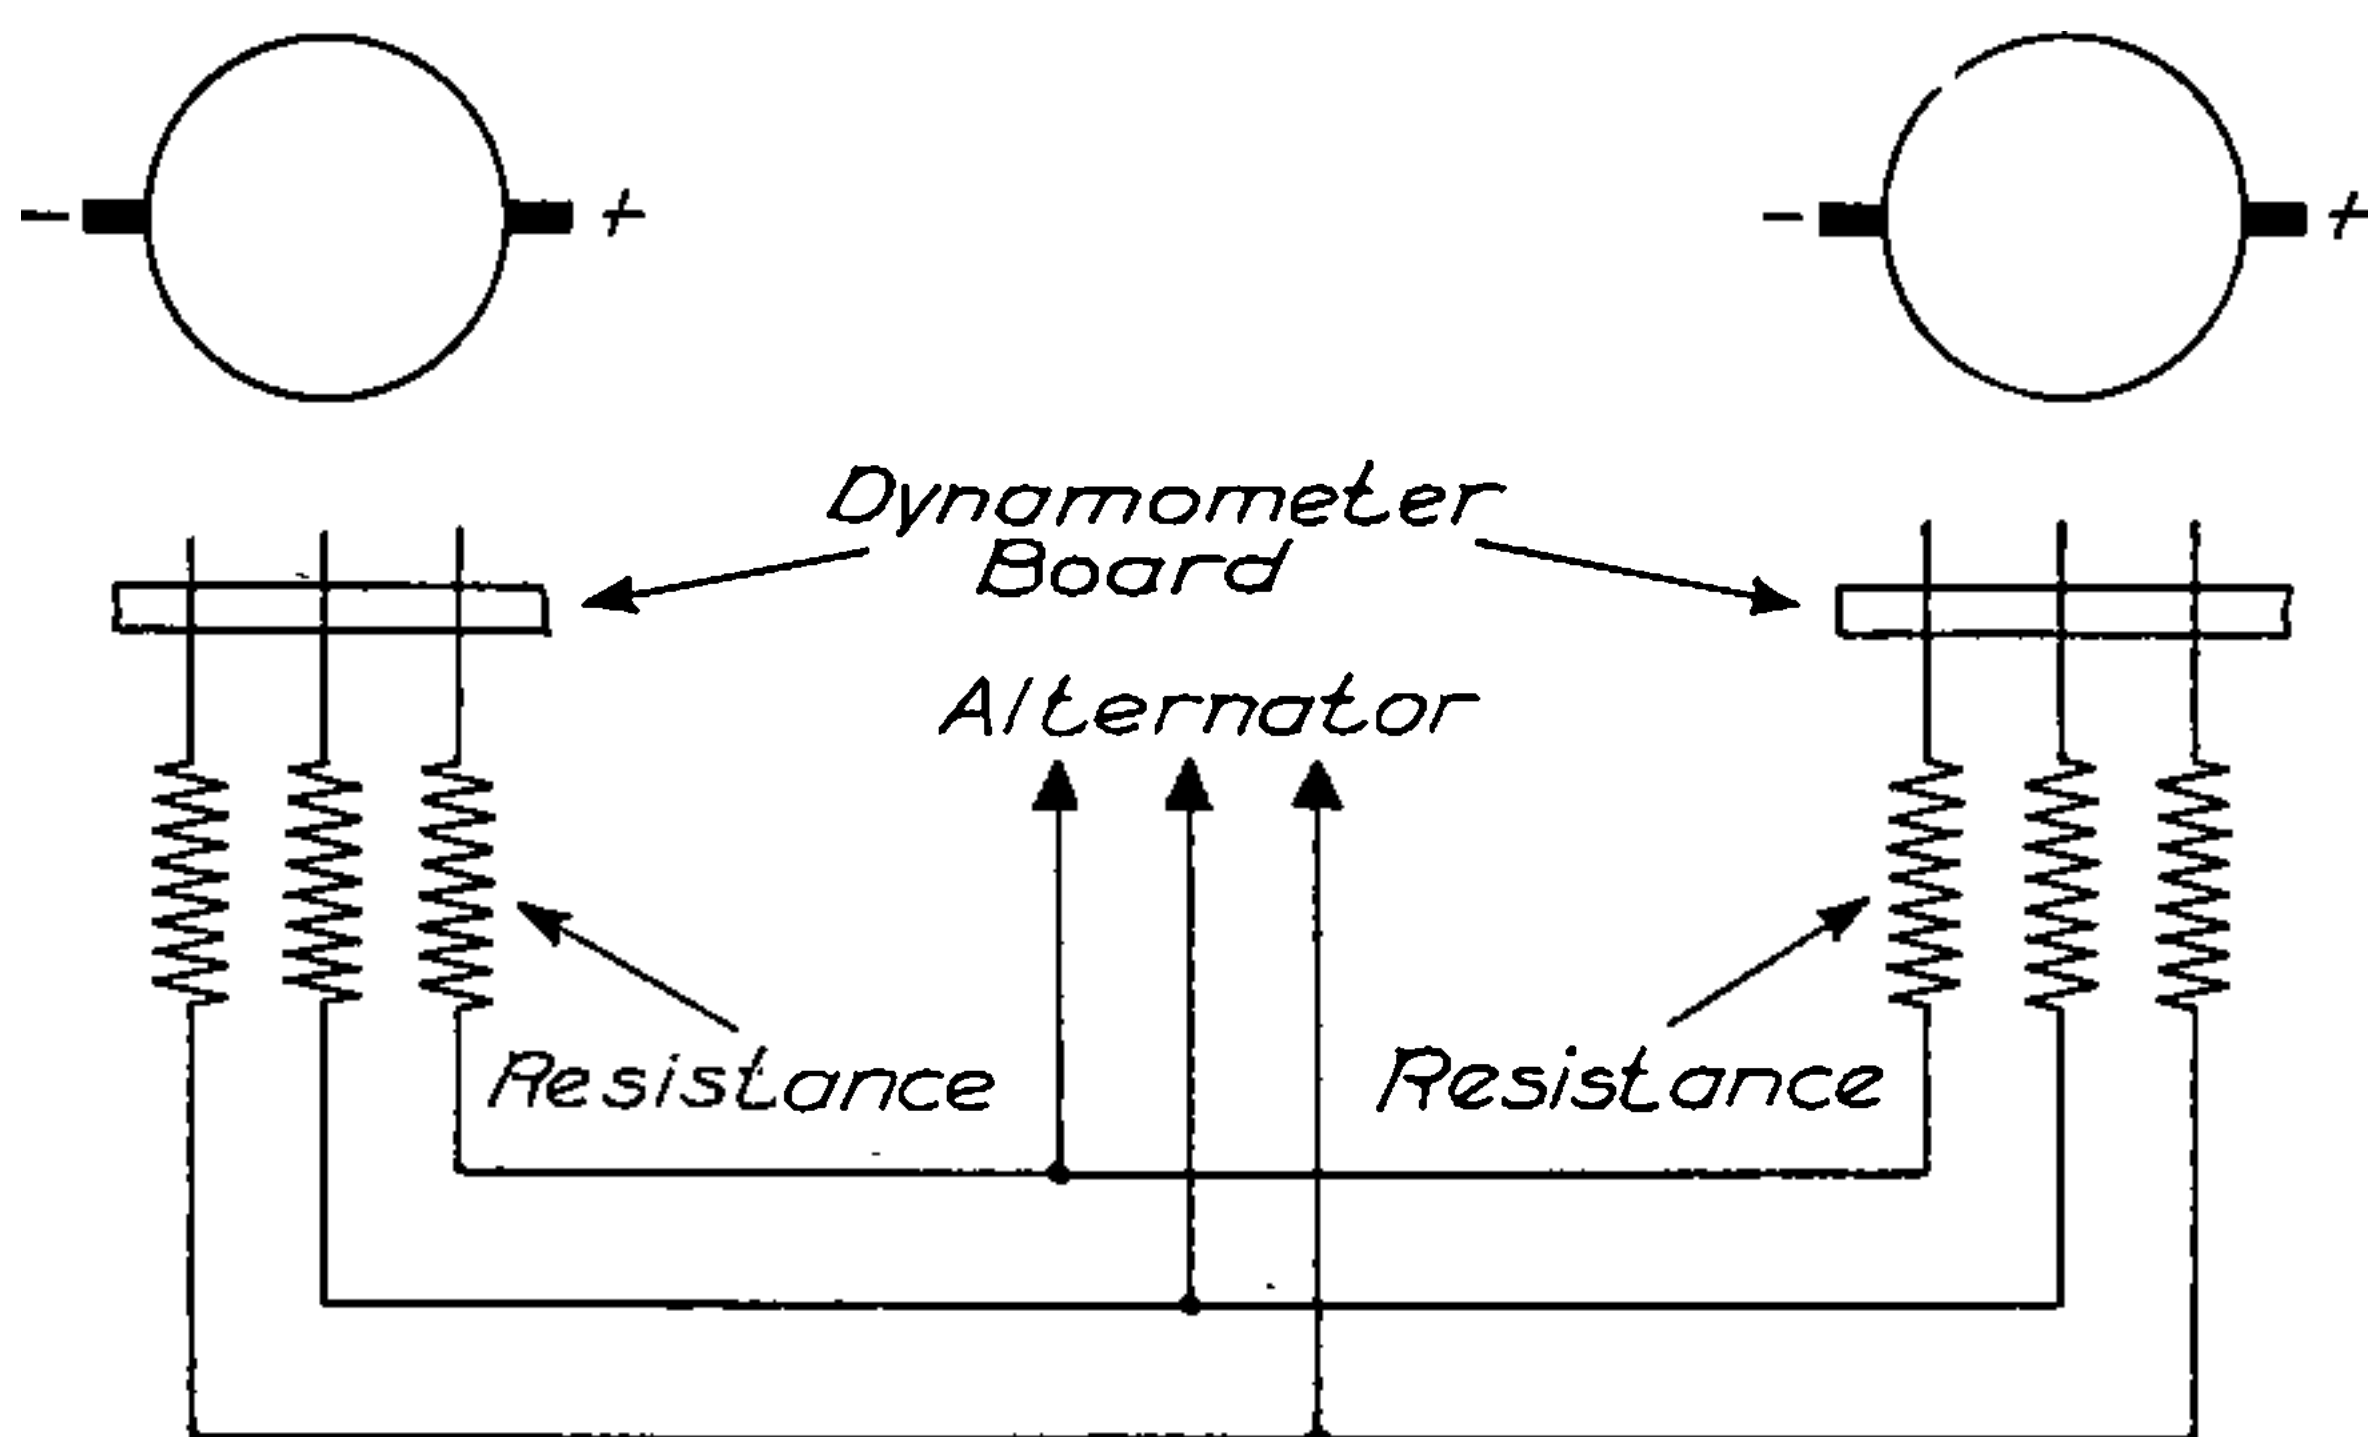 - +
- +
Dynamometer
Board
Alternator
Resistance
Resistance